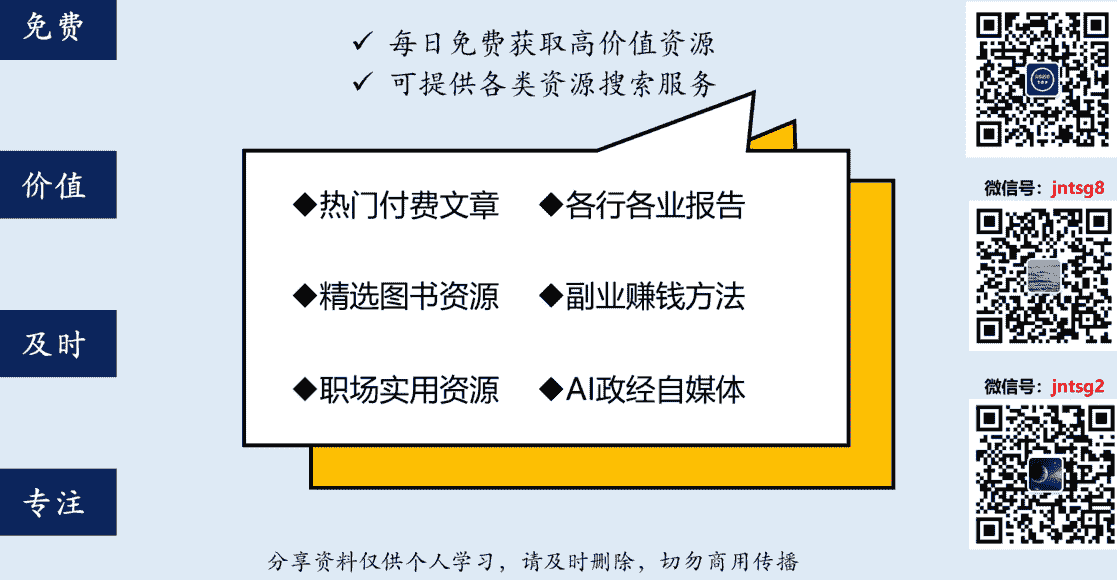 免费
价值
及时
专注
✓ 每日免费获取高价值资源
✓ 可提供各类资源搜索服务
◆热门付费文章 ◆各行各业报告
◆精选图书资源 ◆副业赚钱方法
◆职场实用资源 ◆AI政经自媒体
分享资料仅供个人学习，请及时删除，切勿商用传播
微信号：jntsg8
微信号：jntsg2